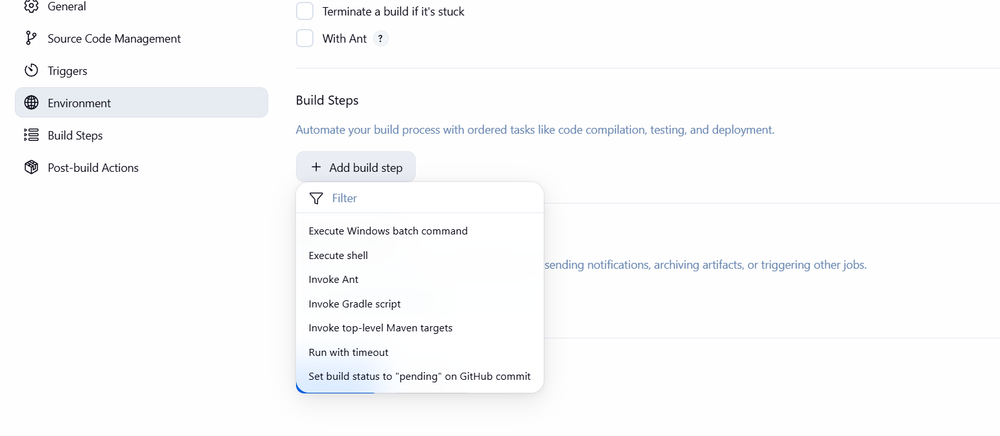 General
Source Code Management
Triggers
Environment
Build Steps
Post-build Actions
Terminate a build if it's stuck
With Ant ?
Build Steps
Automate your build process with ordered tasks like code compilation, testing, and deployment.
+ Add build step
Filter
Execute Windows batch command
Execute shell
Invoke Ant
Invoke Gradle script
Invoke top-level Maven targets
Run with timeout
Set build status to "pending" on GitHub commit
sending notifications, archiving artifacts, or triggering other jobs.